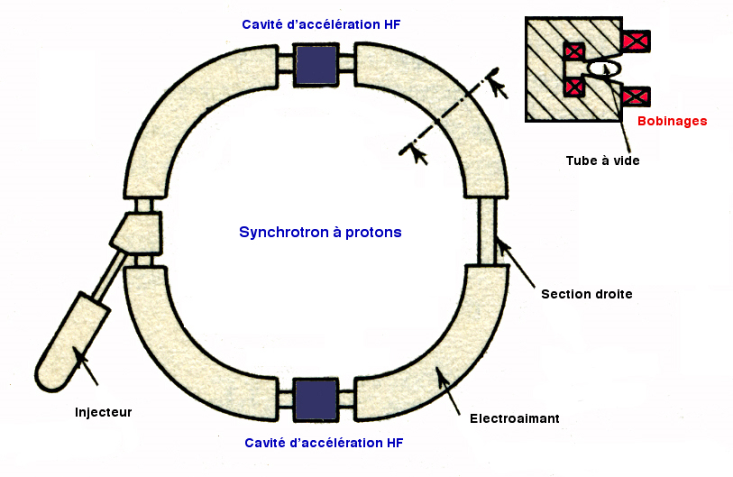 Cavité d'accélération HF
Bobinages
Tube à vide
Synchrotron à protons
Section droite
Injecteur
Electroaimant
Cavité d'accélération HF